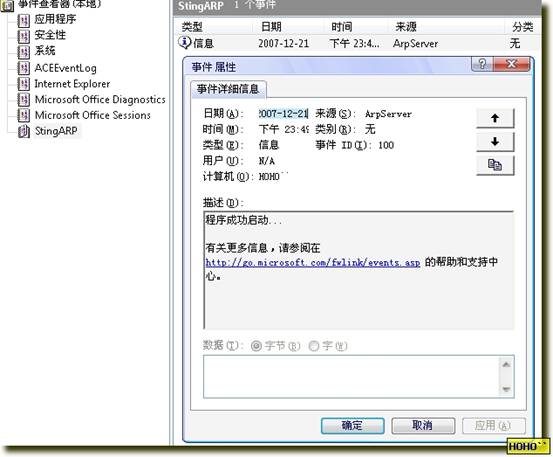 事件查看器(本地)
应用程序
安全性
系统
ACEEventLog
Internet Explorer
Microsoft Office Diagnostics
Microsoft Office Sessions
StingARP
StingARP 1 个事件
类型 日期 时间 来源 分类
信息 2007-12-21 下午 23:4... ArpServer 无
事件 属性
事件详细信息
日期(A): 2007-12-21 来源(S): ArpServer
时间(M): 下午 23:49 类别(R): 无
类型(E): 信息 事件 ID(I): 100
用户(U): N/A
计算机(O): HOHO``
描述(D):
程序成功启动...
有关更多信息，请参阅在
http://go.microsoft.com/fwlink/events.asp 的帮助和支持中
心。
数据(T): 字节(B) 字(W)
确定 取消 应用(A)
HOHO``